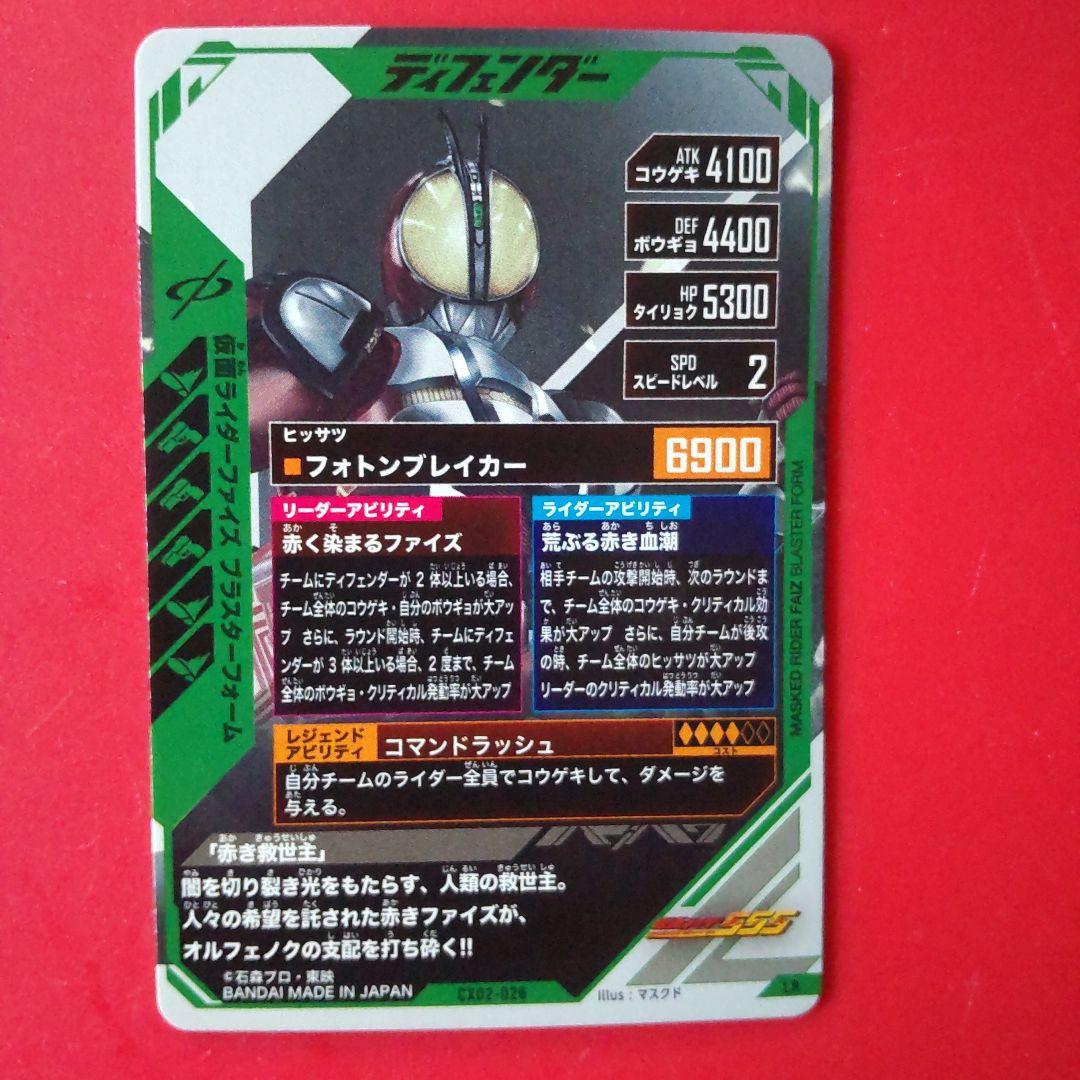 ディフェンダー
ATK
コウゲキ 4100
DEF
ボウギョ 4400
HP
タイリョク 5300
SPD
スピードレベル 2
仮面ライダーファイズ ブラスターフォーム
MASKED RIDER FAIZ BLASTER FORM
ヒッサツ
■フォトンブレイカー 6900
リーダーアビリティ
赤く染まるファイズ
チームにディフェンダーが 2 体以上いる場合、
チーム全体のコウゲキ・自分のボウギョが大アッ
プ さらに、ラウンド開始時、チームにディフェ
ンダーが 3 体以上いる場合、2 度まで、チーム
全体のボウギョ・クリティカル発動率が大アップ
ライダーアビリティ
荒ぶる赤き血潮
相手チームの攻撃開始時、次のラウンドま
で、チーム全体のコウゲキ・クリティカル効
果が大アップ さらに、自分チームが後攻
の時、チーム全体のヒッサツが大アップ
リーダーのクリティカル発動率が大アップ
レジェンド
アビリティ コマンドラッシュ
コスト
自分チームのライダー全員でコウゲキして、ダメージを
与える。
「赤き救世主」
闇を切り裂き光をもたらす、人類の救世主。
人々の希望を託された赤きファイズが、
オルフェノクの支配を打ち砕く!!
555
©石森プロ・東映
BANDAI MADE IN JAPAN
CX02-026
Illus：マスクド
LR